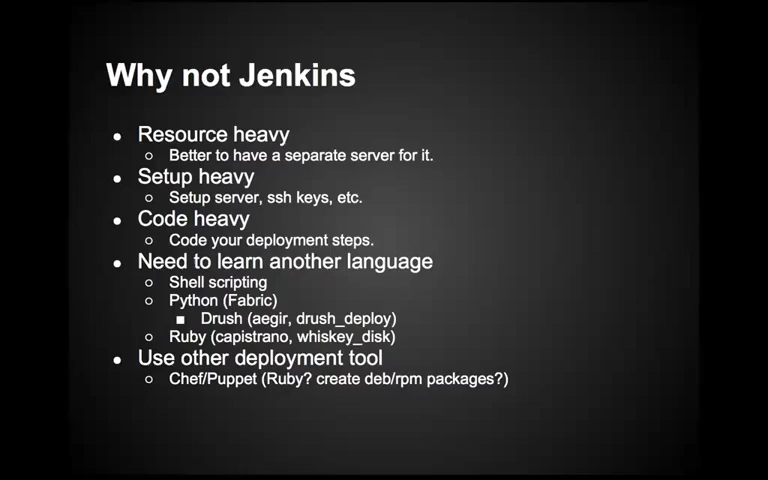 Why not Jenkins
● Resource heavy
○ Better to have a separate server for it.
● Setup heavy
○ Setup server, ssh keys, etc.
● Code heavy
○ Code your deployment steps.
● Need to learn another language
○ Shell scripting
○ Python (Fabric)
■ Drush (aegir, drush_deploy)
○ Ruby (capistrano, whiskey_disk)
● Use other deployment tool
○ Chef/Puppet (Ruby? create deb/rpm packages?)